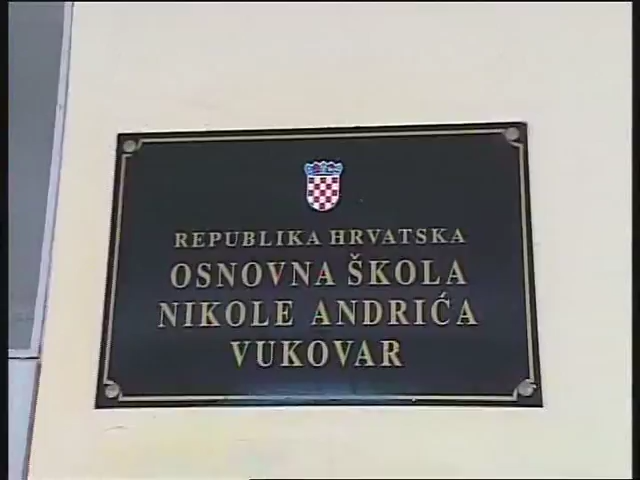 REPUBLIKA HRVATSKA
OSNOVNA ŠKOLA
NIKOLE ANDRIĆA
VUKOVAR